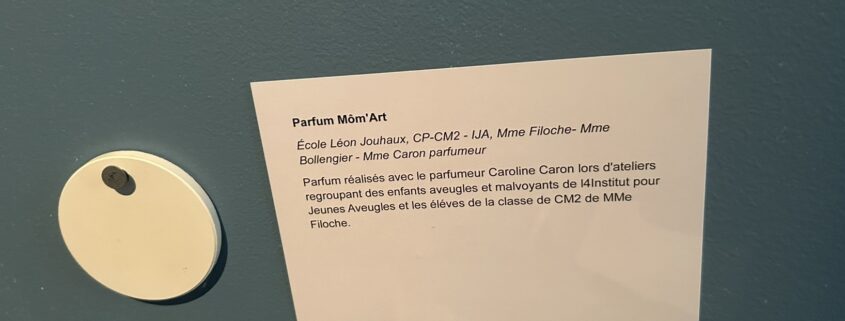 Parfum Môm'Art
École Léon Jouhaux, CP-CM2 - IJA, Mme Filoche- Mme
Bollengier - Mme Caron parfumeur
Parfum réalisés avec le parfumeur Caroline Caron lors d'ateliers
regroupant des enfants aveugles et malvoyants de l4Institut pour
Jeunes Aveugles et les éléves de la classe de CM2 de MMe
Filoche.